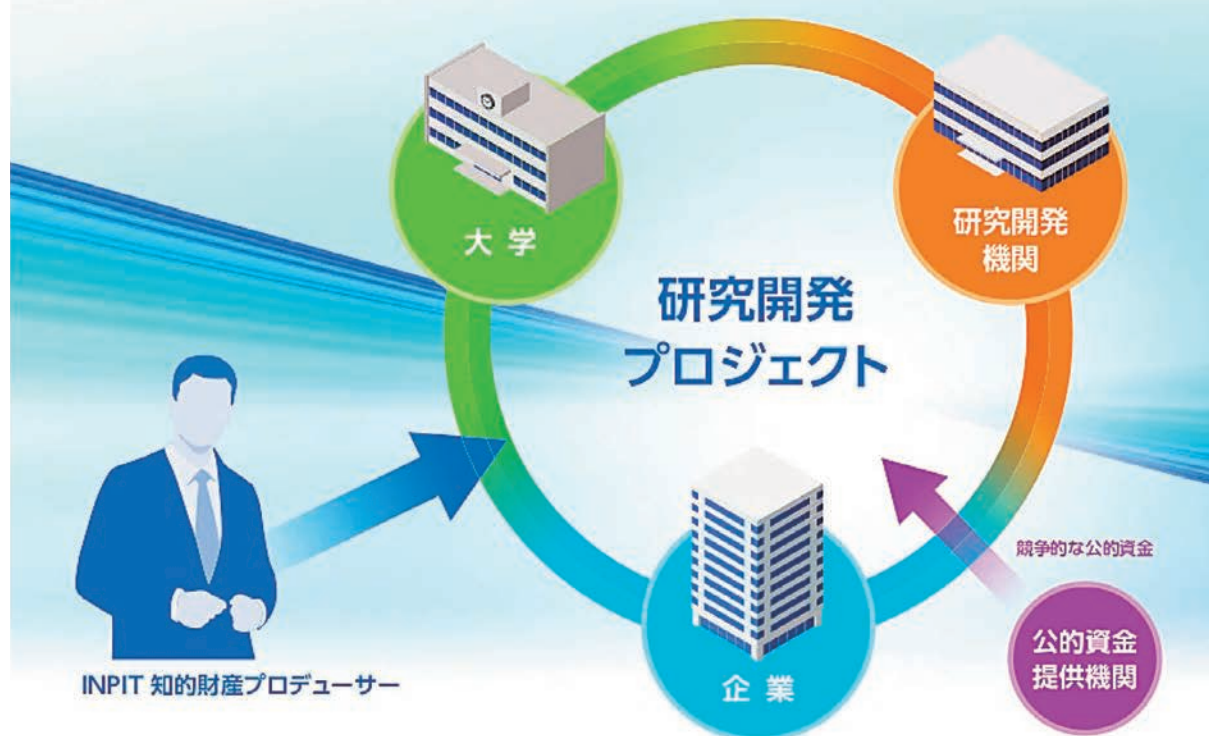 大学
研究開発
機関
研究開発
プロジェクト
競争的な公的資金
公的資金
提供機関
INPIT 知的財産プロデューサー
企業